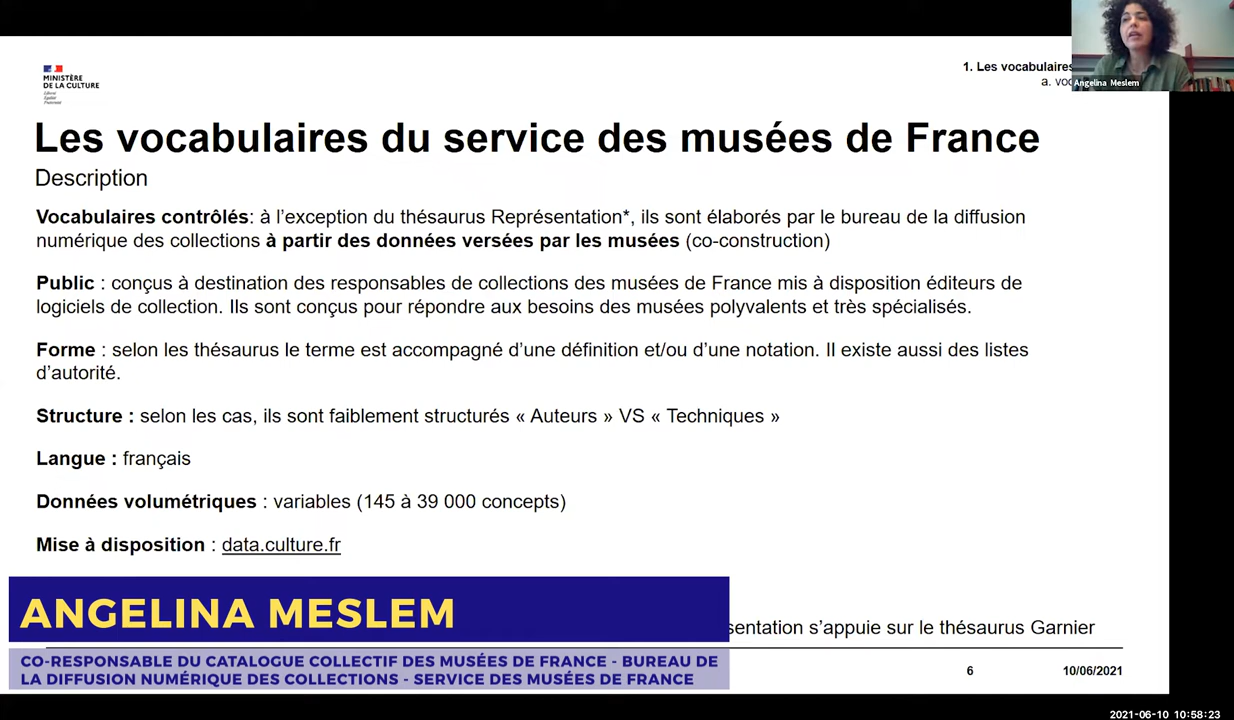 MINISTÈRE
DE LA CULTURE
Liberté
Égalité
Fraternité
1. Les vocabulaires
a.
Angelina Meslem
Les vocabulaires du service des musées de France
Description
Vocabulaires contrôlés: à l’exception du thésaurus Représentation*, ils sont élaborés par le bureau de la diffusion
numérique des collections à partir des données versées par les musées (co-construction)
Public : conçus à destination des responsables de collections des musées de France mis à disposition éditeurs de
logiciels de collection. Ils sont conçus pour répondre aux besoins des musées polyvalents et très spécialisés.
Forme : selon les thésaurus le terme est accompagné d’une définition et/ou d’une notation. Il existe aussi des listes
d’autorité.
Structure : selon les cas, ils sont faiblement structurés « Auteurs » VS « Techniques »
Langue : français
Données volumétriques : variables (145 à 39 000 concepts)
Mise à disposition : data.culture.fr
ANGELINA MESLEM
sentation s’appuie sur le thésaurus Garnier
CO-RESPONSABLE DU CATALOGUE COLLECTIF DES MUSÉES DE FRANCE - BUREAU DE
LA DIFFUSION NUMÉRIQUE DES COLLECTIONS - SERVICE DES MUSÉES DE FRANCE
6
10/06/2021
2021-06-10 10:58:23